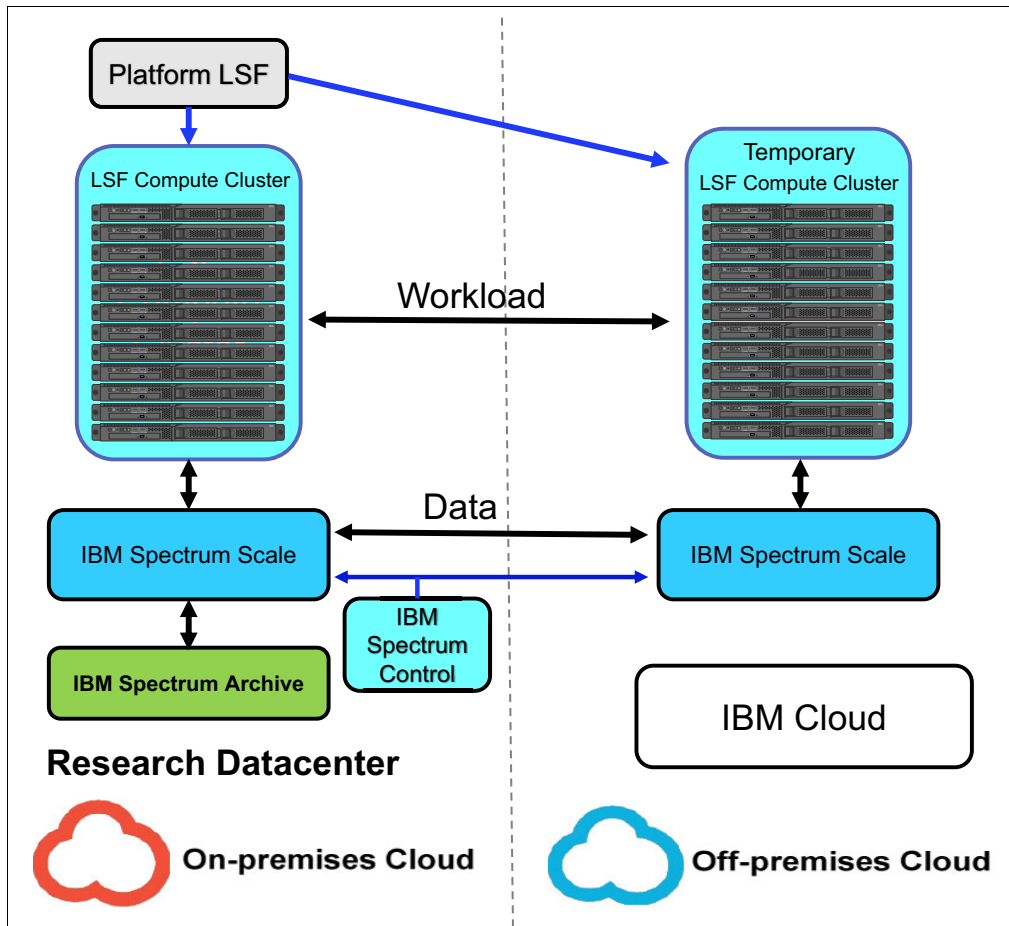 Platform LSF
LSF Compute Cluster
Temporary
LSF Compute Cluster
Workload
Data
IBM Spectrum Scale
IBM Spectrum Scale
IBM
Spectrum
Control
IBM Spectrum Archive
IBM Cloud
Research Datacenter
On-premises Cloud
Off-premises Cloud